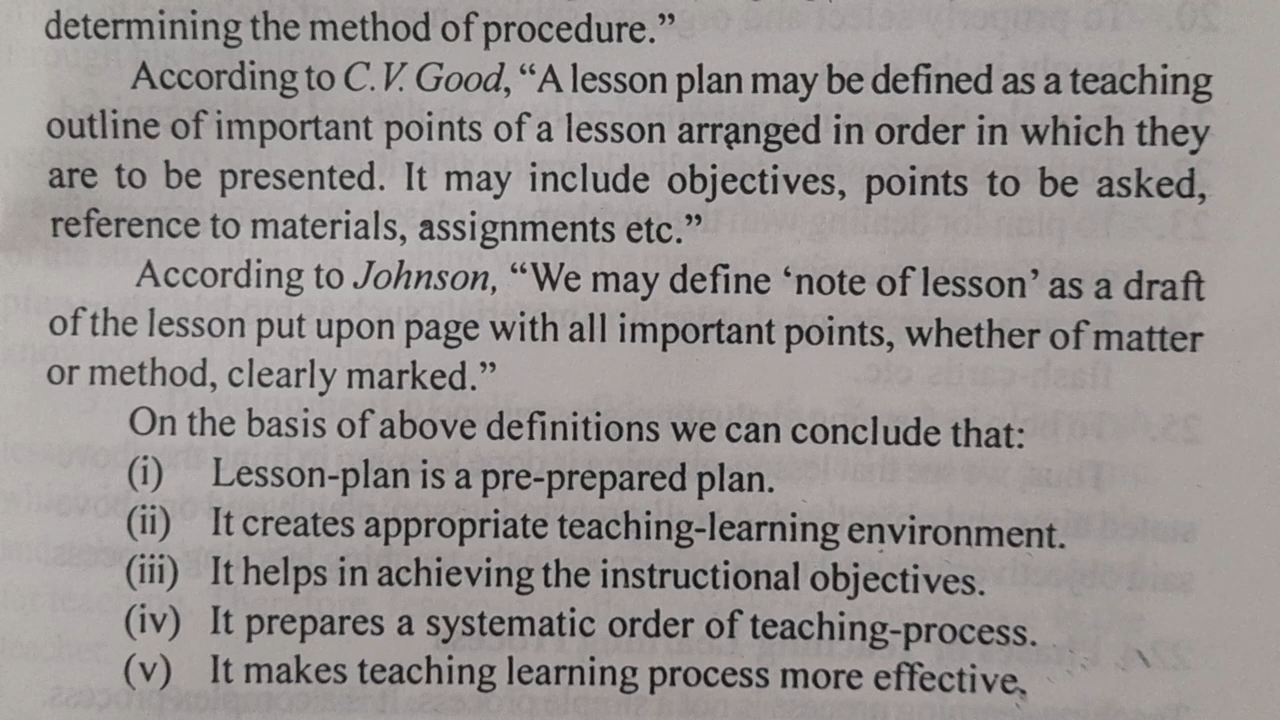 determining the method of procedure.”
According to C. V. Good, “A lesson plan may be defined as a teaching
outline of important points of a lesson arranged in order in which they
are to be presented. It may include objectives, points to be asked,
reference to materials, assignments etc.”
According to Johnson, “We may define ‘note of lesson’ as a draft
of the lesson put upon page with all important points, whether of matter
or method, clearly marked.”
On the basis of above definitions we can conclude that:
(i) Lesson-plan is a pre-prepared plan.
(ii) It creates appropriate teaching-learning environment.
(iii) It helps in achieving the instructional objectives.
(iv) It prepares a systematic order of teaching-process.
(v) It makes teaching learning process more effective.